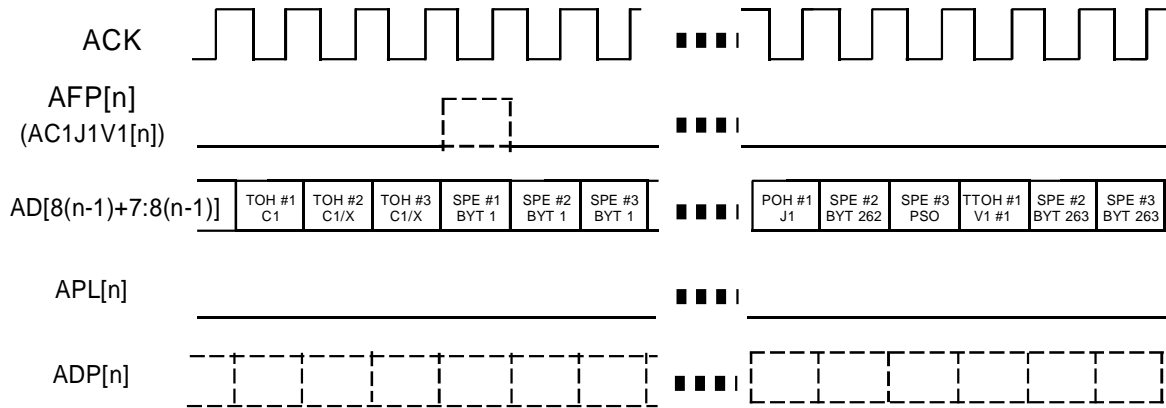 ACK
AFP[n]
(AC1J1V1[n])
AD[8(n-1)+7:8(n-1)]
TOH #1
C1
TOH #2
C1/X
TOH #3
C1/X
SPE #1
BYT 1
SPE #2
BYT 1
SPE #3
BYT 1
POH #1
J1
SPE #2
BYT 262
SPE #3
PSO
TTOH #1
V1 #1
SPE #2
BYT 263
SPE #3
BYT 263
APL[n]
ADP[n]